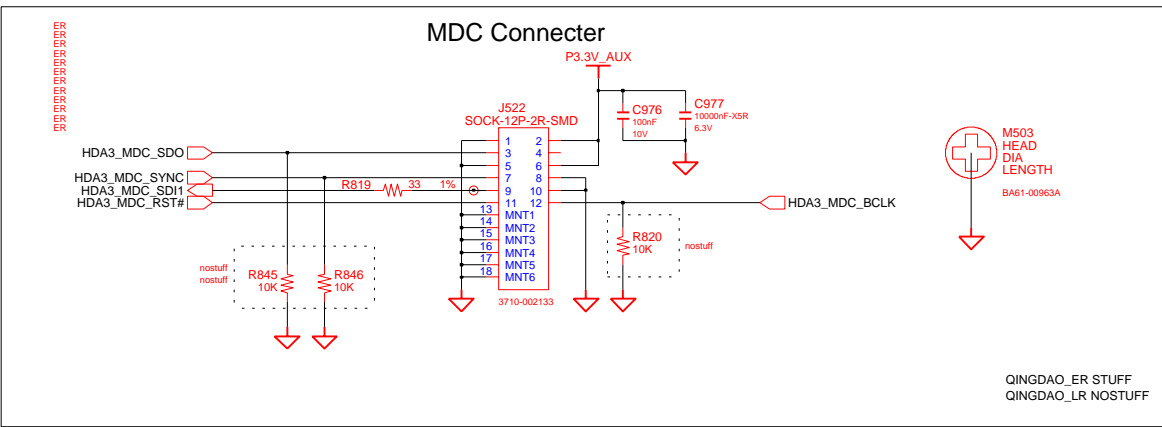 MDC Connecter
ER
ER
ER
ER
ER
ER
ER
ER
ER
ER
ER
ER
P3.3V_AUX
J522
SOCK-12P-2R-SMD
C976
100nF
10V
C977
10000nF-X5R
6.3V
M503
HEAD
DIA
LENGTH
BA61-00963A
HDA3_MDC_SDO
HDA3_MDC_SYNC
HDA3_MDC_SDI1
HDA3_MDC_RST#
R819 33 1%
1 2
3 4
5 6
7 8
9 10
11 12
13 MNT1
14 MNT2
15 MNT3
16 MNT4
17 MNT5
18 MNT6
3710-002133
HDA3_MDC_BCLK
R820
10K
nostuff
nostuff
nostuff
R845
10K
R846
10K
QINGDAO_ER STUFF
QINGDAO_LR NOSTUFF